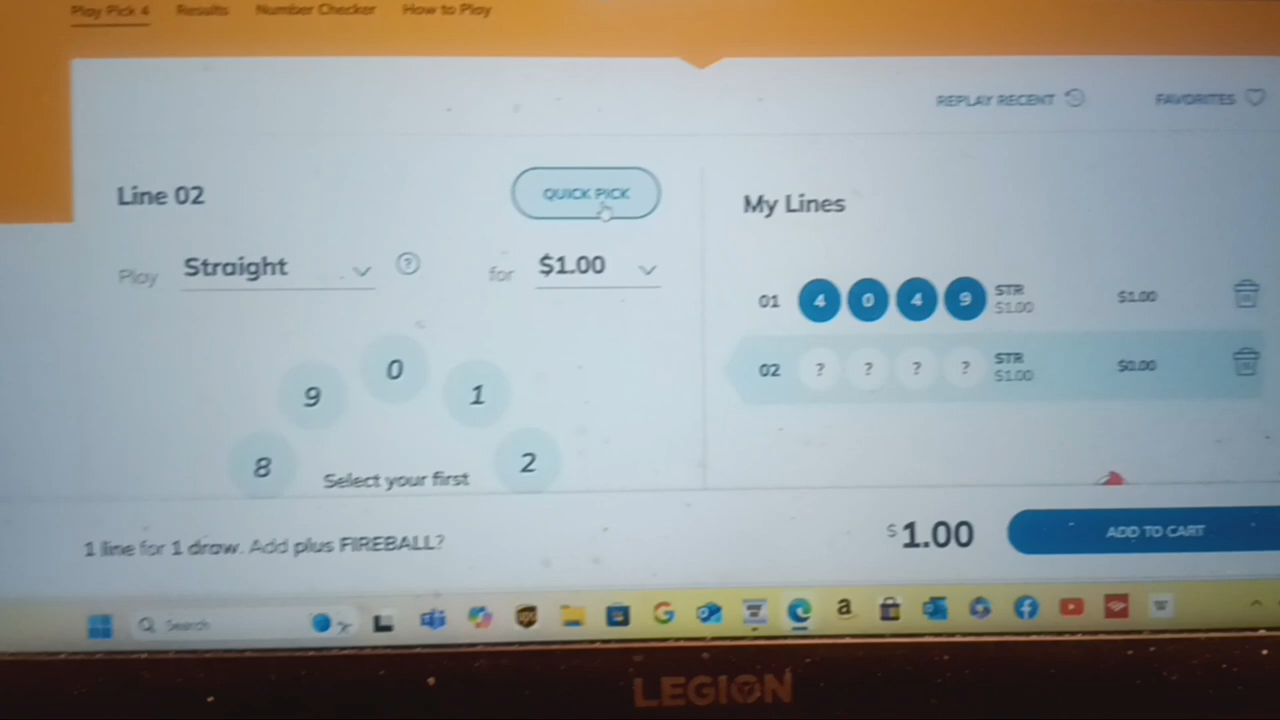 Play Pick 4 Results Number Checker How to Play
REPLAY RECENT FAVORITES
Line 02 QUICK PICK
Play Straight ? for $1.00
9 0 1
8 2
Select your first
My Lines
01 4 0 4 9 STR $1.00 $1.00
02 ? ? ? ? STR $1.00 $0.00
1 line for 1 draw. Add plus FIREBALL?
$1.00 ADD TO CART
Search
LEGION